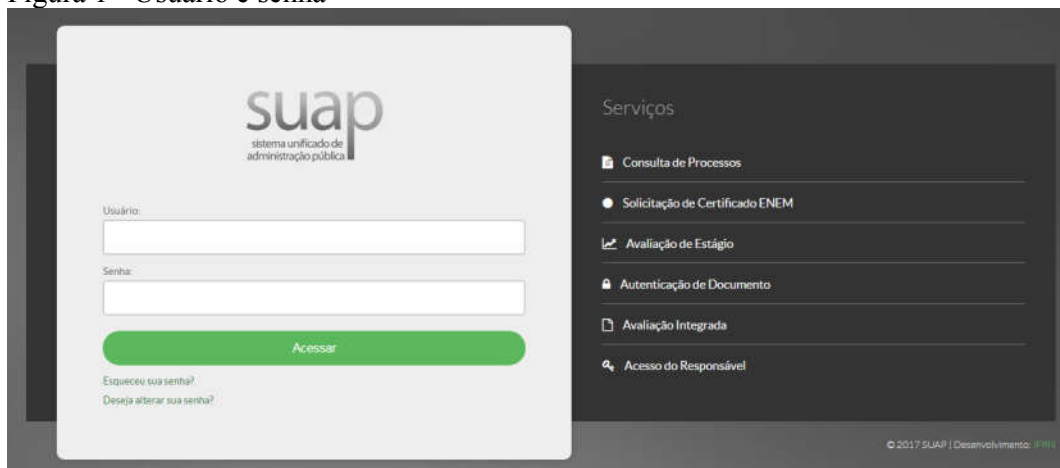 Figura 1 - Usuário e senha
suap
sistema unificado de
administração pública
Usuário:
Senha:
Acessar
Esqueceu sua senha?
Deseja alterar sua senha?
Serviços
Consulta de Processos
Solicitação de Certificado ENEM
Avaliação de Estágio
Autenticação de Documento
Avaliação Integrada
Acesso do Responsável
© 2017 SUAP | Desenvolvimento: IFRN